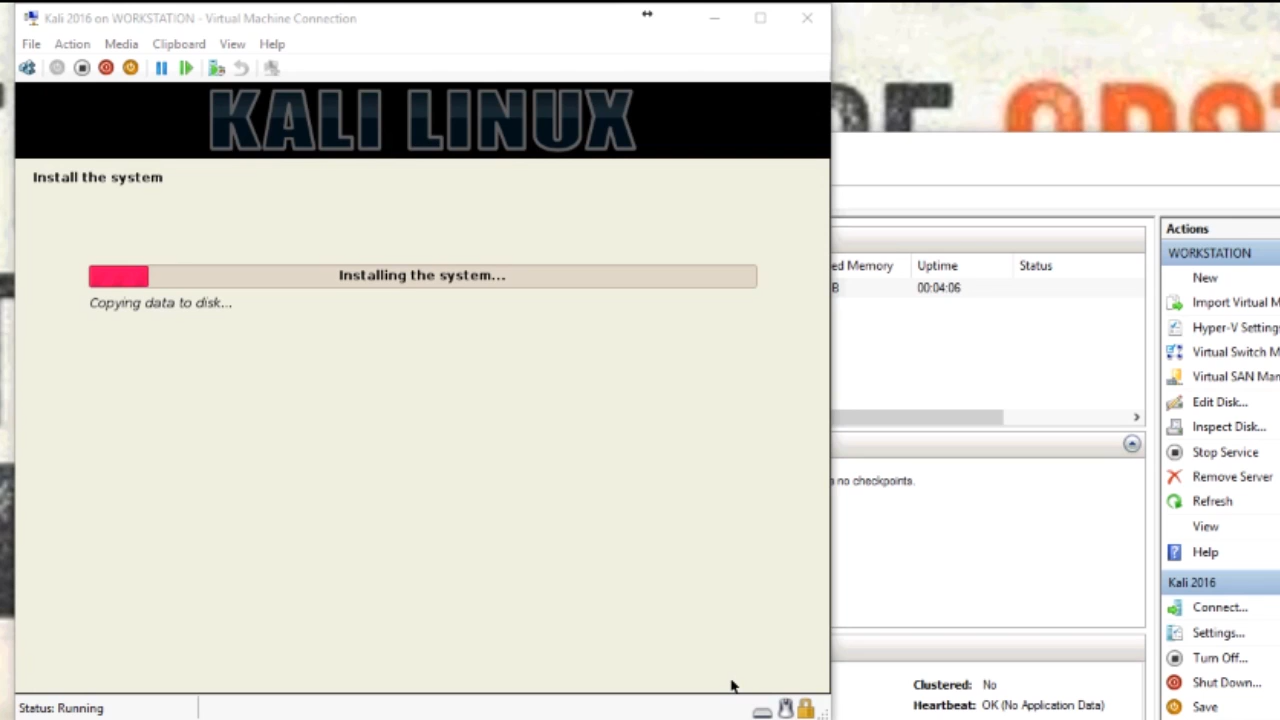 Kali 2016 on WORKSTATION - Virtual Machine Connection
File Action Media Clipboard View Help
KALI LINUX
Install the system
Installing the system...
Copying data to disk...
Status: Running
ed Memory Uptime Status
B 00:04:06
no checkpoints.
Clustered: No
Heartbeat: OK (No Application Data)
Actions
WORKSTATION
New
Import Virtual M
Hyper-V Setting
Virtual Switch M
Virtual SAN Man
Edit Disk...
Inspect Disk...
Stop Service
Remove Server
Refresh
View
Help
Kali 2016
Connect...
Settings...
Turn Off...
Shut Down...
Save